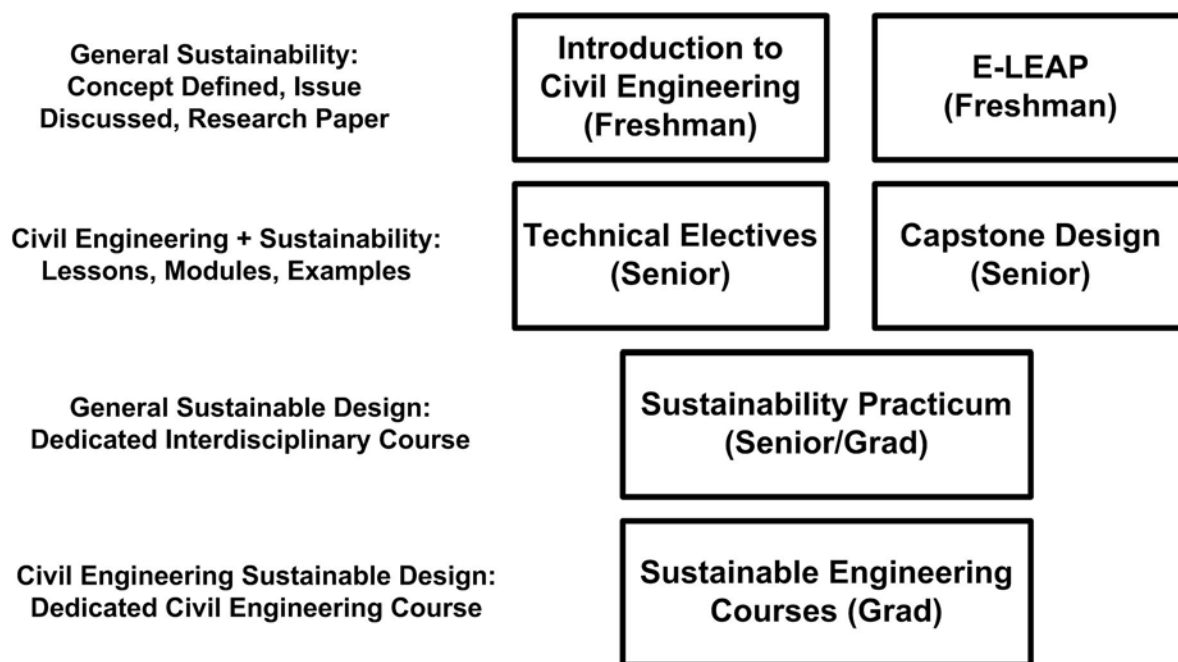 General Sustainability:
Concept Defined, Issue
Discussed, Research Paper
Introduction to
Civil Engineering
(Freshman)
E-LEAP
(Freshman)
Civil Engineering + Sustainability:
Lessons, Modules, Examples
Technical Electives
(Senior)
Capstone Design
(Senior)
General Sustainable Design:
Dedicated Interdisciplinary Course
Sustainability Practicum
(Senior/Grad)
Civil Engineering Sustainable Design:
Dedicated Civil Engineering Course
Sustainable Engineering
Courses (Grad)